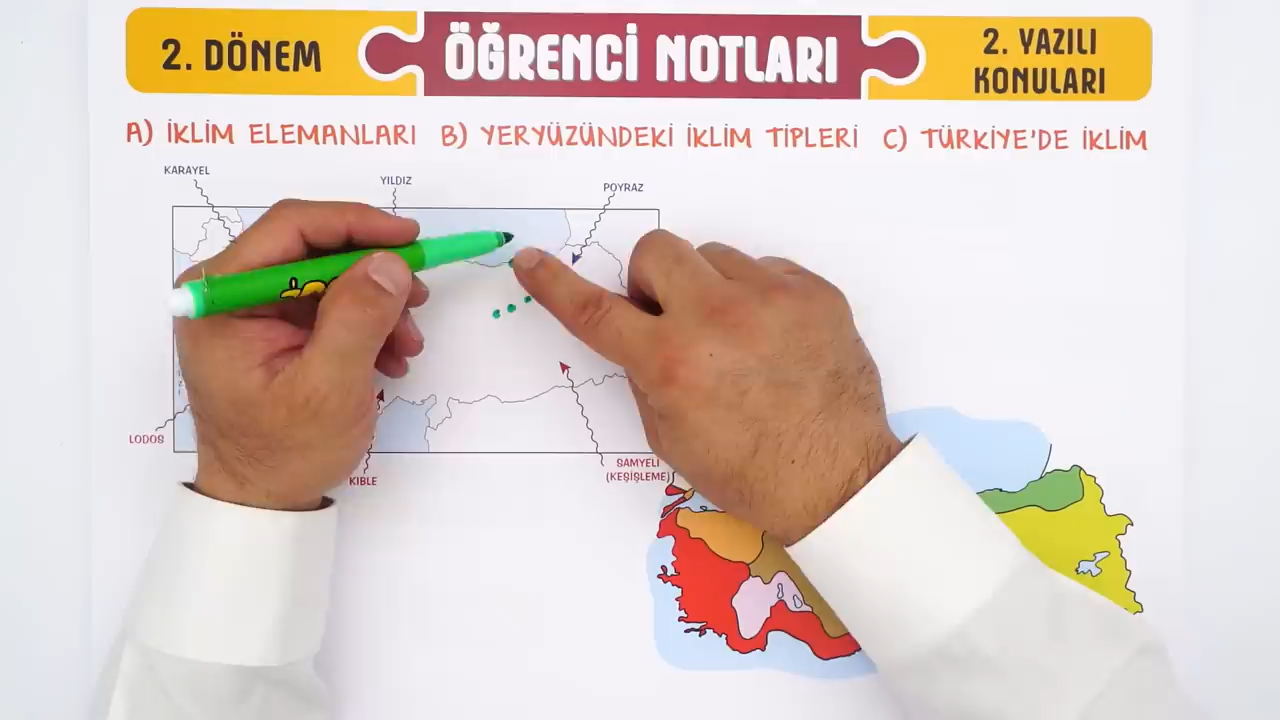 2. DÖNEM
ÖĞRENCİ NOTLARI
2. YAZILI
KONULARI
A) İKLİM ELEMANLARI B) YERYÜZÜNDEKİ İKLİM TİPLERİ C) TÜRKİYE'DE İKLİM
KARAYEL
YILDIZ
POYRAZ
LODOS
KIBLE
SAMYELİ
(KEŞİŞLEME)